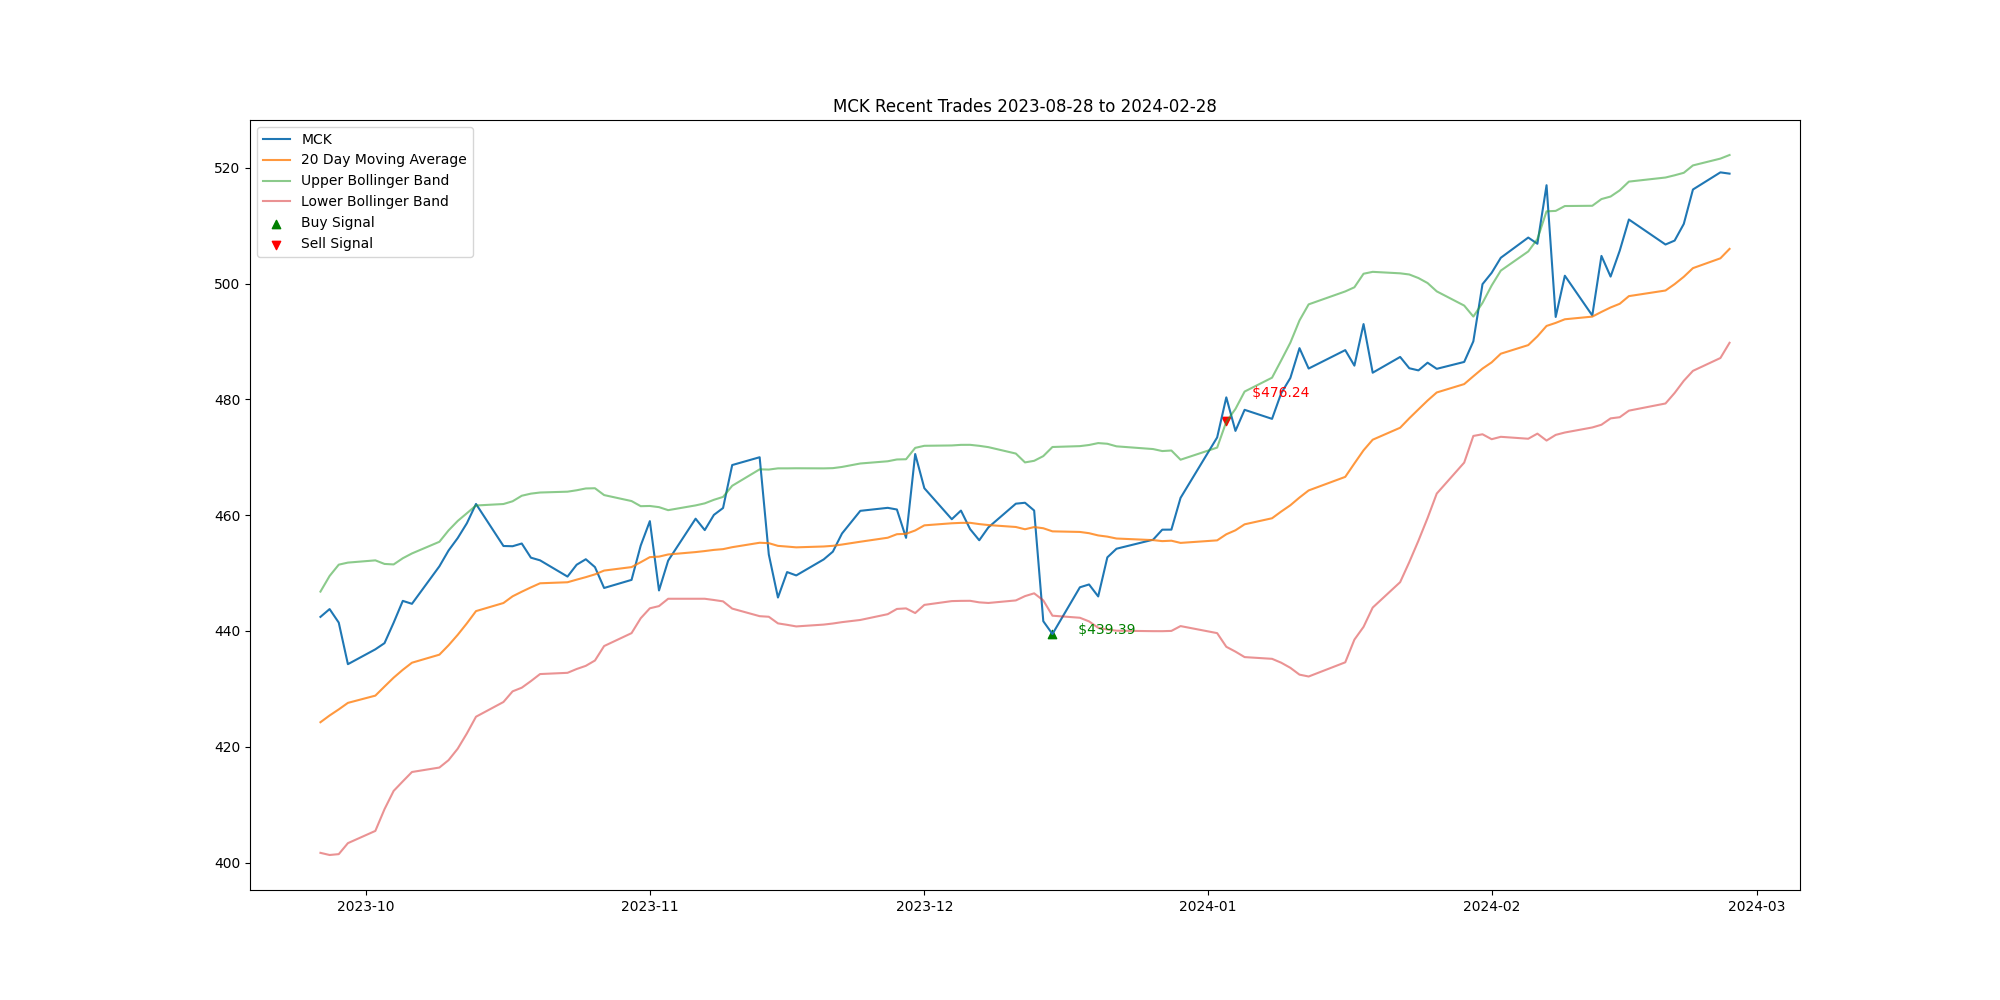 MCK Recent Trades 2023-08-28 to 2024-02-28
MCK
20 Day Moving Average
Upper Bollinger Band
Lower Bollinger Band
Buy Signal
Sell Signal
520
500
480
460
440
420
400
$476.24
$439.39
2023-10
2023-11
2023-12
2024-01
2024-02
2024-03